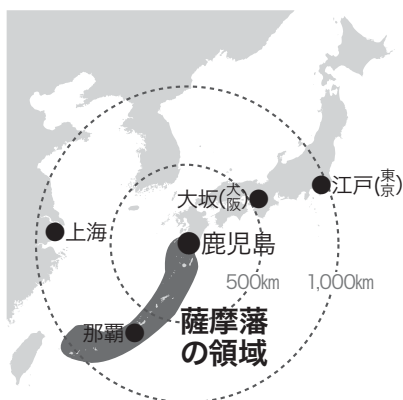 江戸(東京)
大坂(大阪)
上海
鹿児島
500km
1,000km
那覇
薩摩藩
の領域